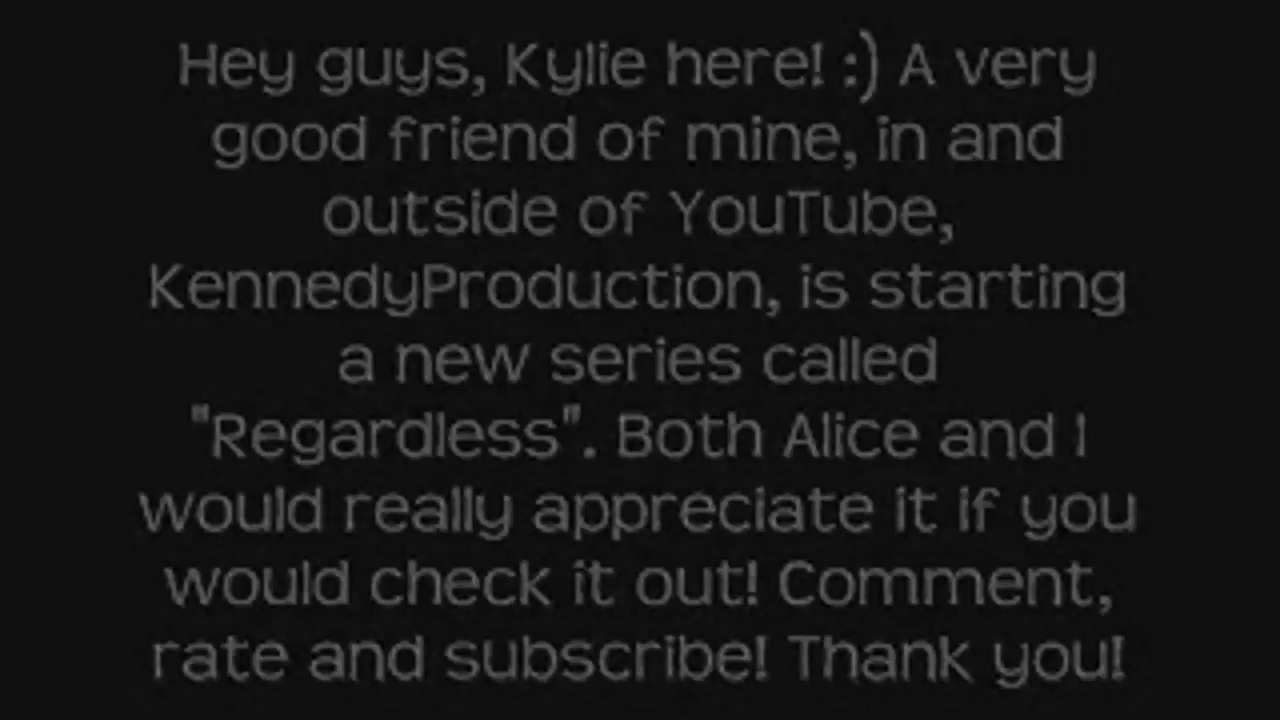 Hey guys, Kylie here! :) A very
good friend of mine, in and
outside of YouTube,
KennedyProduction, is starting
a new series called
"Regardless". Both Alice and I
would really appreciate it if you
would check it out! Comment,
rate and subscribe! Thank you!